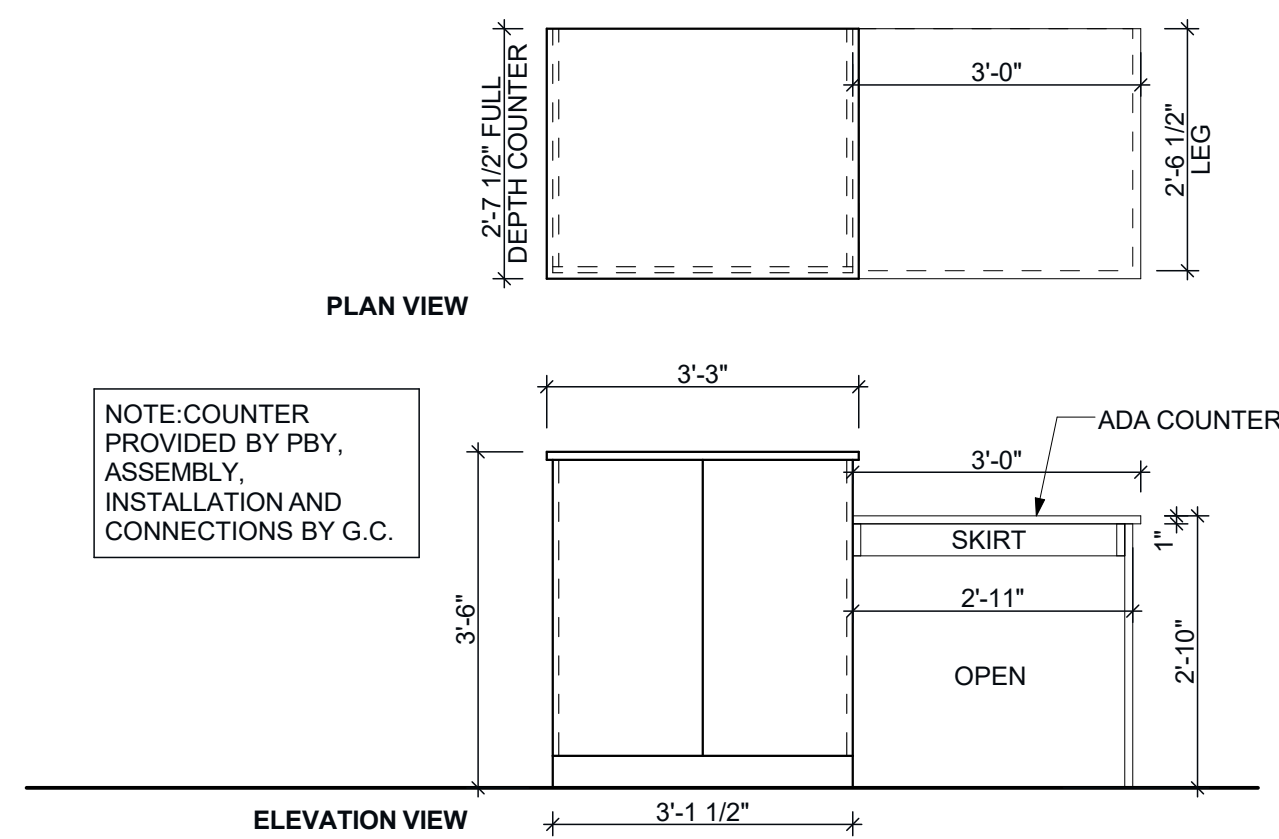 2'-7 1/2" FULL
DEPTH COUNTER
3'-0"
2'-6 1/2"
LEG
PLAN VIEW
3'-3"
NOTE:COUNTER
PROVIDED BY PBY,
ASSEMBLY,
INSTALLATION AND
CONNECTIONS BY G.C.
ADA COUNTER
3'-0"
SKIRT
1"
2'-11"
3'-6"
2'-10"
OPEN
3'-1 1/2"
ELEVATION VIEW